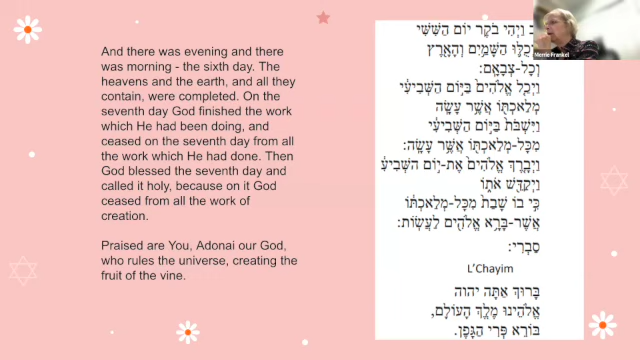 And there was evening and there
was morning - the sixth day. The
heavens and the earth, and all they
contain, were completed. On the
seventh day God finished the work
which He had been doing, and
ceased on the seventh day from all
the work which He had done. Then
God blessed the seventh day and
called it holy, because on it God
ceased from all the work of
creation.
Praised are You, Adonai our God,
who rules the universe, creating the
fruit of the vine.
וַיְהִי בֹקֶר יוֹם הַשִּׁשִּׁי
וַיְכֻלּוּ הַשָּׁמַיִם וְהָאָרֶץ
וְכָל-צְבָאָם:
וַיְכַל אֱלֹהִים בַּיּוֹם הַשְּׁבִיעִי
מְלַאכְתּוֹ אֲשֶׁר עָשָׂה
וַיִּשְׁבֹּת בַּיּוֹם הַשְּׁבִיעִי
מִכָּל-מְלַאכְתּוֹ אֲשֶׁר עָשָׂה:
וַיְבָרֶךְ אֱלֹהִים אֶת-יוֹם הַשְּׁבִיעִי
וַיְקַדֵּשׁ אֹתוֹ
כִּי בוֹ שָׁבַת מִכָּל-מְלַאכְתּוֹ
אֲשֶׁר-בָּרָא אֱלֹהִים לַעֲשׂוֹת:
סַבְרִי:
L'Chayim
בָּרוּךְ אַתָּה יהוה
אֱלֹהֵינוּ מֶלֶךְ הָעוֹלָם,
בּוֹרֵא פְּרִי הַגָּפֶן.
Merrie Frankel